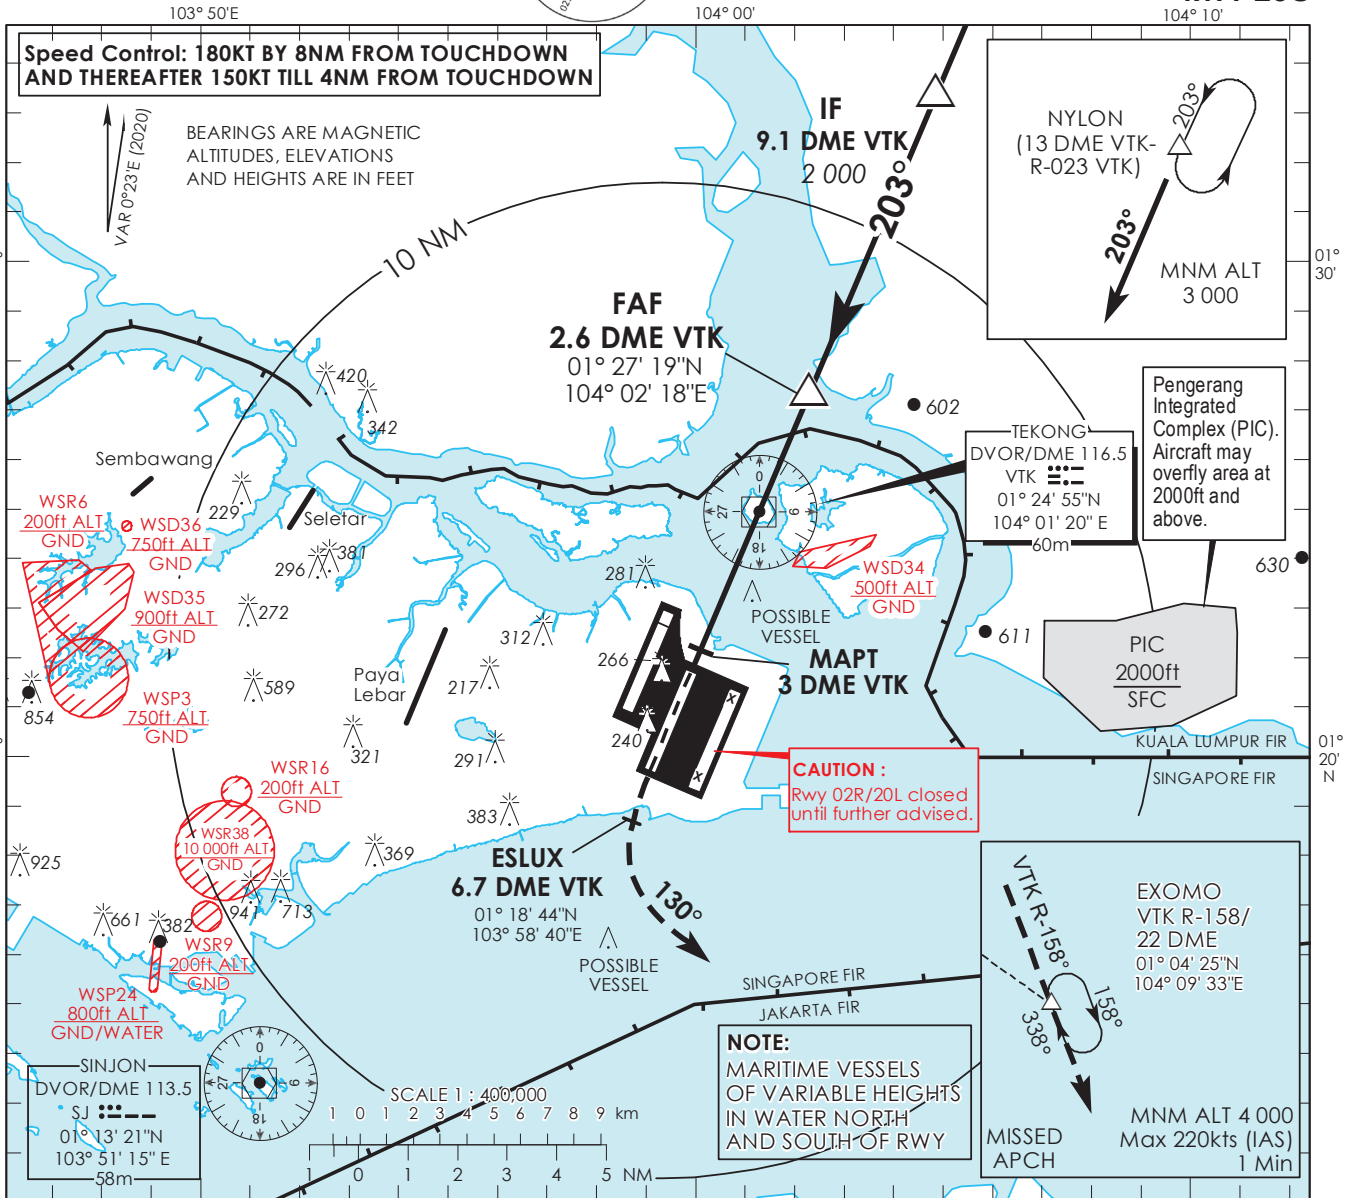 103° 50'E
104° 00'
104° 10'
Speed Control: 180KT BY 8NM FROM TOUCHDOWN
AND THEREAFTER 150KT TILL 4NM FROM TOUCHDOWN
VAR 0°23'E (2020)
BEARINGS ARE MAGNETIC
ALTITUDES, ELEVATIONS
AND HEIGHTS ARE IN FEET
10 NM
IF
9.1 DME VTK
2 000
203°
NYLON
(13 DME VTK-
R-023 VTK)
203°
203°
MNM ALT
3 000
01°
30'
FAF
2.6 DME VTK
01° 27' 19"N
104° 02' 18"E
420
342
602
Pengerang
Integrated
Complex (PIC).
Aircraft may
overfly area at
2000ft and
above.
TEKONG
DVOR/DME 116.5
VTK
01° 24' 55"N
104° 01' 20" E
60m
0
9
18
27
Sembawang
229
Seletar
WSR6
200ft ALT
GND
WSD36
750ft ALT
GND
296
381
281
WSD34
500ft ALT
GND
630
WSD35
900ft ALT
GND
272
312
POSSIBLE
VESSEL
611
PIC
2000ft
SFC
266
MAPT
3 DME VTK
Paya
Lebar
217
589
854
WSP3
750ft ALT
GND
321
291
240
X
X
KUALA LUMPUR FIR
SINGAPORE FIR
01°
20'
N
CAUTION :
Rwy 02R/20L closed
until further advised.
WSR16
200ft ALT
GND
383
WSR38
10 000ft ALT
GND
925
369
ESLUX
6.7 DME VTK
01° 18' 44"N
103° 58' 40"E
130°
941
713
661
382
WSR9
200ft ALT
GND
POSSIBLE
VESSEL
WSP24
800ft ALT
GND/WATER
SINGAPORE FIR
JAKARTA FIR
VTK R-158°
EXOMO
VTK R-158/
22 DME
01° 04' 25"N
104° 09' 33"E
158°
338°
MNM ALT 4 000
Max 220kts (IAS)
1 Min
MISSED
APCH
NOTE:
MARITIME VESSELS
OF VARIABLE HEIGHTS
IN WATER NORTH
AND SOUTH OF RWY
SINJON
DVOR/DME 113.5
SJ
01° 13' 21"N
103° 51' 15" E
58m
0
9
18
27
SCALE 1 : 400,000
1 0 1 2 3 4 5 6 7 8 9 km
1 0 1 2 3 4 5 NM